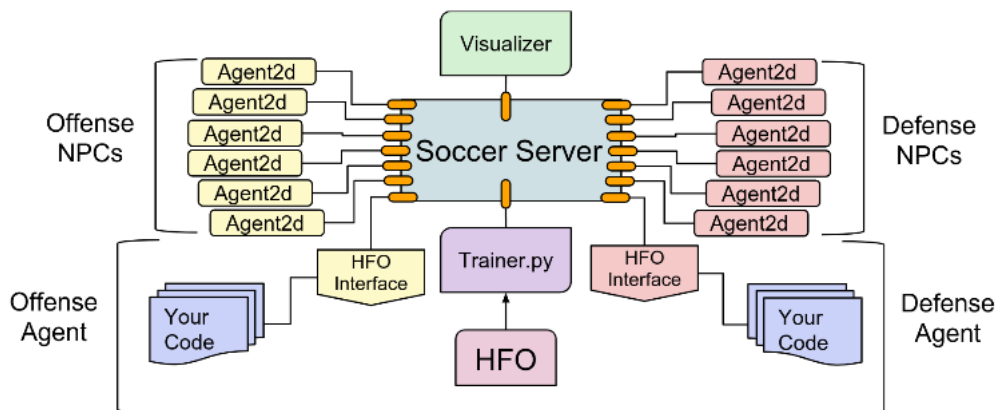 Visualizer
Agent2d
Agent2d
Agent2d
Agent2d
Agent2d
Agent2d
Offense
NPCs
Soccer Server
Agent2d
Agent2d
Agent2d
Agent2d
Agent2d
Agent2d
Defense
NPCs
HFO
Interface
Trainer.py
HFO
Interface
Offense
Agent
Your
Code
HFO
Your
Code
Defense
Agent